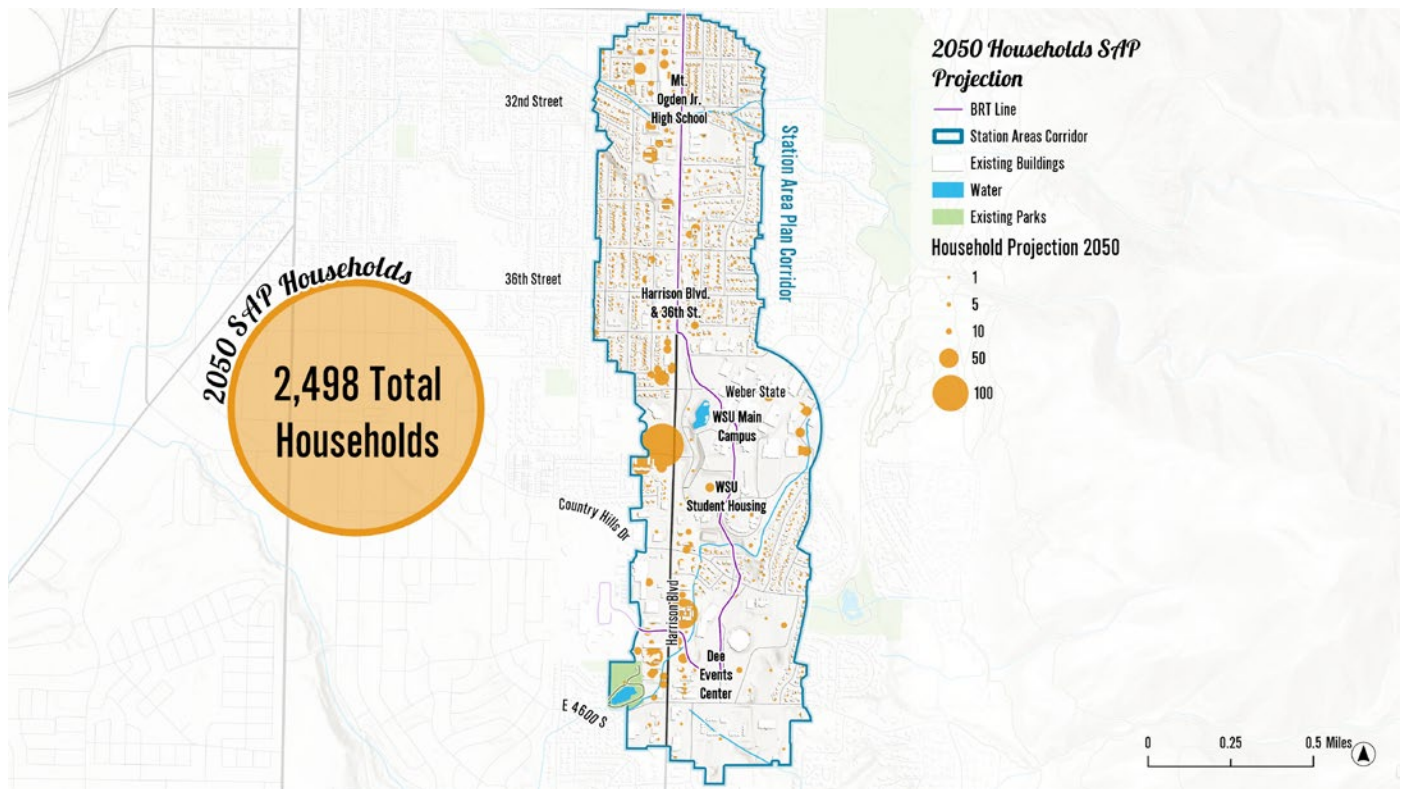 2050 SAP Households
2,498 Total
Households
32nd Street
36th Street
Country Hills Dr
E 4600 S
Mt.
Ogden Jr.
High School
Station Area Plan Corridor
Harrison Blvd.
& 36th St.
Weber State
WSU Main
Campus
WSU
Student Housing
Harrison Blvd
Dee
Events
Center
2050 Households SAP
Projection
BRT Line
Station Areas Corridor
Existing Buildings
Water
Existing Parks
Household Projection 2050
1
5
10
50
100
0 0.25 0.5 Miles